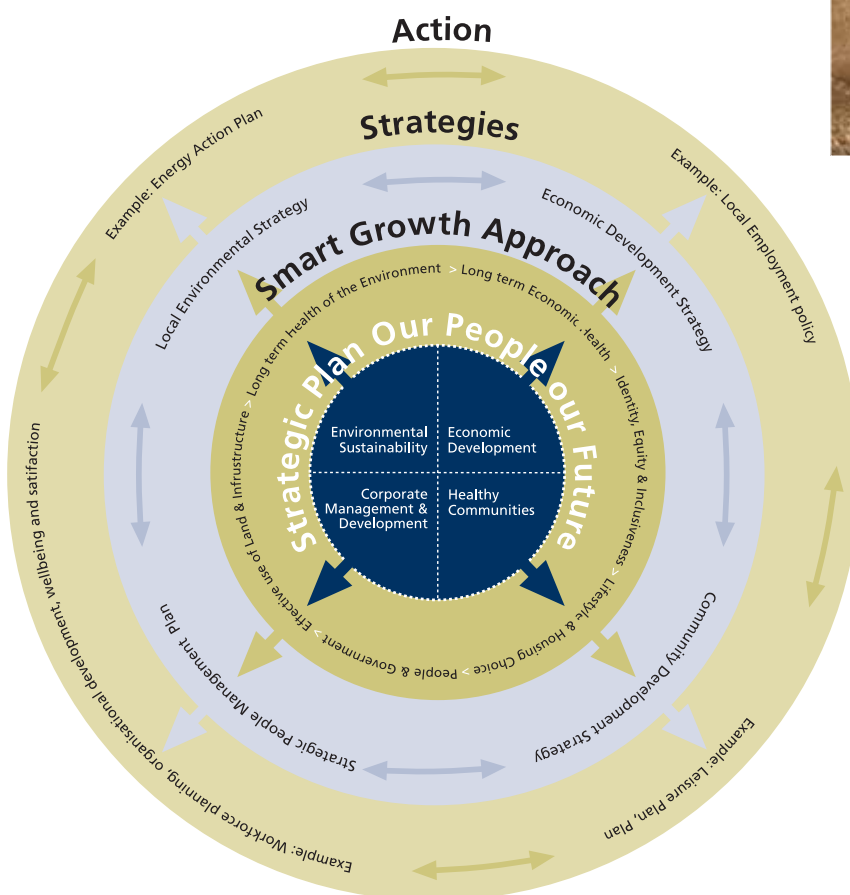 Action
Strategies
Example: Energy Action Plan
Example: Local Employment policy
Local Environmental Strategy
Economic Development Strategy
Smart Growth Approach
> Long term health of the Environment > Long term Economic Health > Identity, Equity & Inclusiveness > Lifestyle & Housing Choice > People & Government > Effective use of Land & Infrustructure
Strategic Plan Our People our Future
Environmental
Sustainability
Economic
Development
Corporate
Management &
Development
Healthy
Communities
Strategic People Management Plan
Community Development Strategy
Example: Workforce planning, organisational development, wellbeing and satifaction
Example: Leisure Plan, Plan